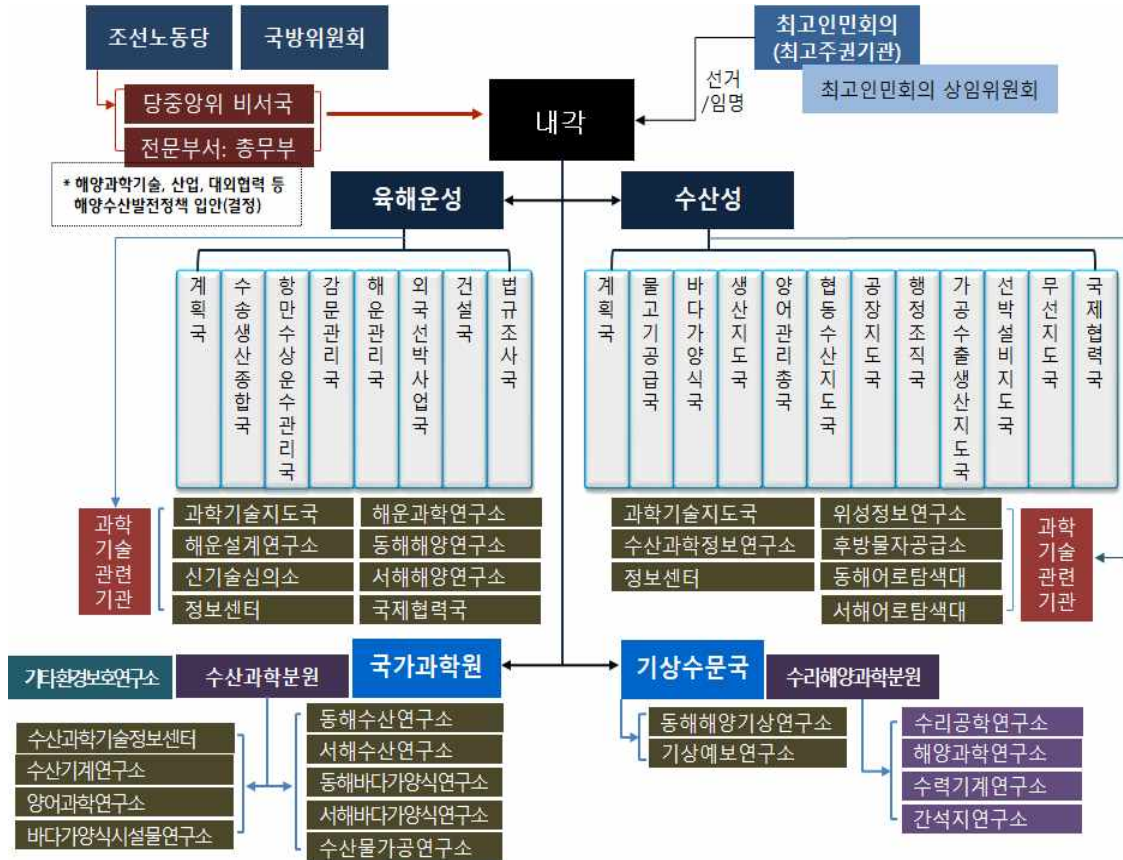 조선노동당
국방위원회
최고인민회의
(최고주권기관)
최고인민회의 상임위원회
선거
/임명
당중앙위 비서국
전문부서: 총무부
내각
* 해양과학기술, 산업, 대외협력 등
해양수산발전정책 입안(결정)
육해운성
수산성
계획국
수송생산종합국
항만수상운수관리국
감문관리국
해운관리국
외국선박사업국
건설국
법규조사국
계획국
물고기공급국
바다가양식국
생산지도국
양어관리총국
협동수산지도국
공장지도국
행정조직국
가공수출생산지도국
선박설비지도국
무선지도국
국제협력국
과학
기술
관련
기관
과학기술지도국
해운설계연구소
신기술심의소
정보센터
해운과학연구소
동해해양연구소
서해해양연구소
국제협력국
과학기술지도국
수산과학정보연구소
정보센터
위성정보연구소
후방물자공급소
동해어로탐색대
서해어로탐색대
과학
기술
관련
기관
기타환경보호연구소
수산과학분원
국가과학원
기상수문국
수리해양과학분원
수산과학기술정보센터
수산기계연구소
양어과학연구소
바다가양식시설물연구소
동해수산연구소
서해수산연구소
동해바다가양식연구소
서해바다가양식연구소
수산물가공연구소
동해해양기상연구소
기상예보연구소
수리공학연구소
해양과학연구소
수력기계연구소
간석지연구소